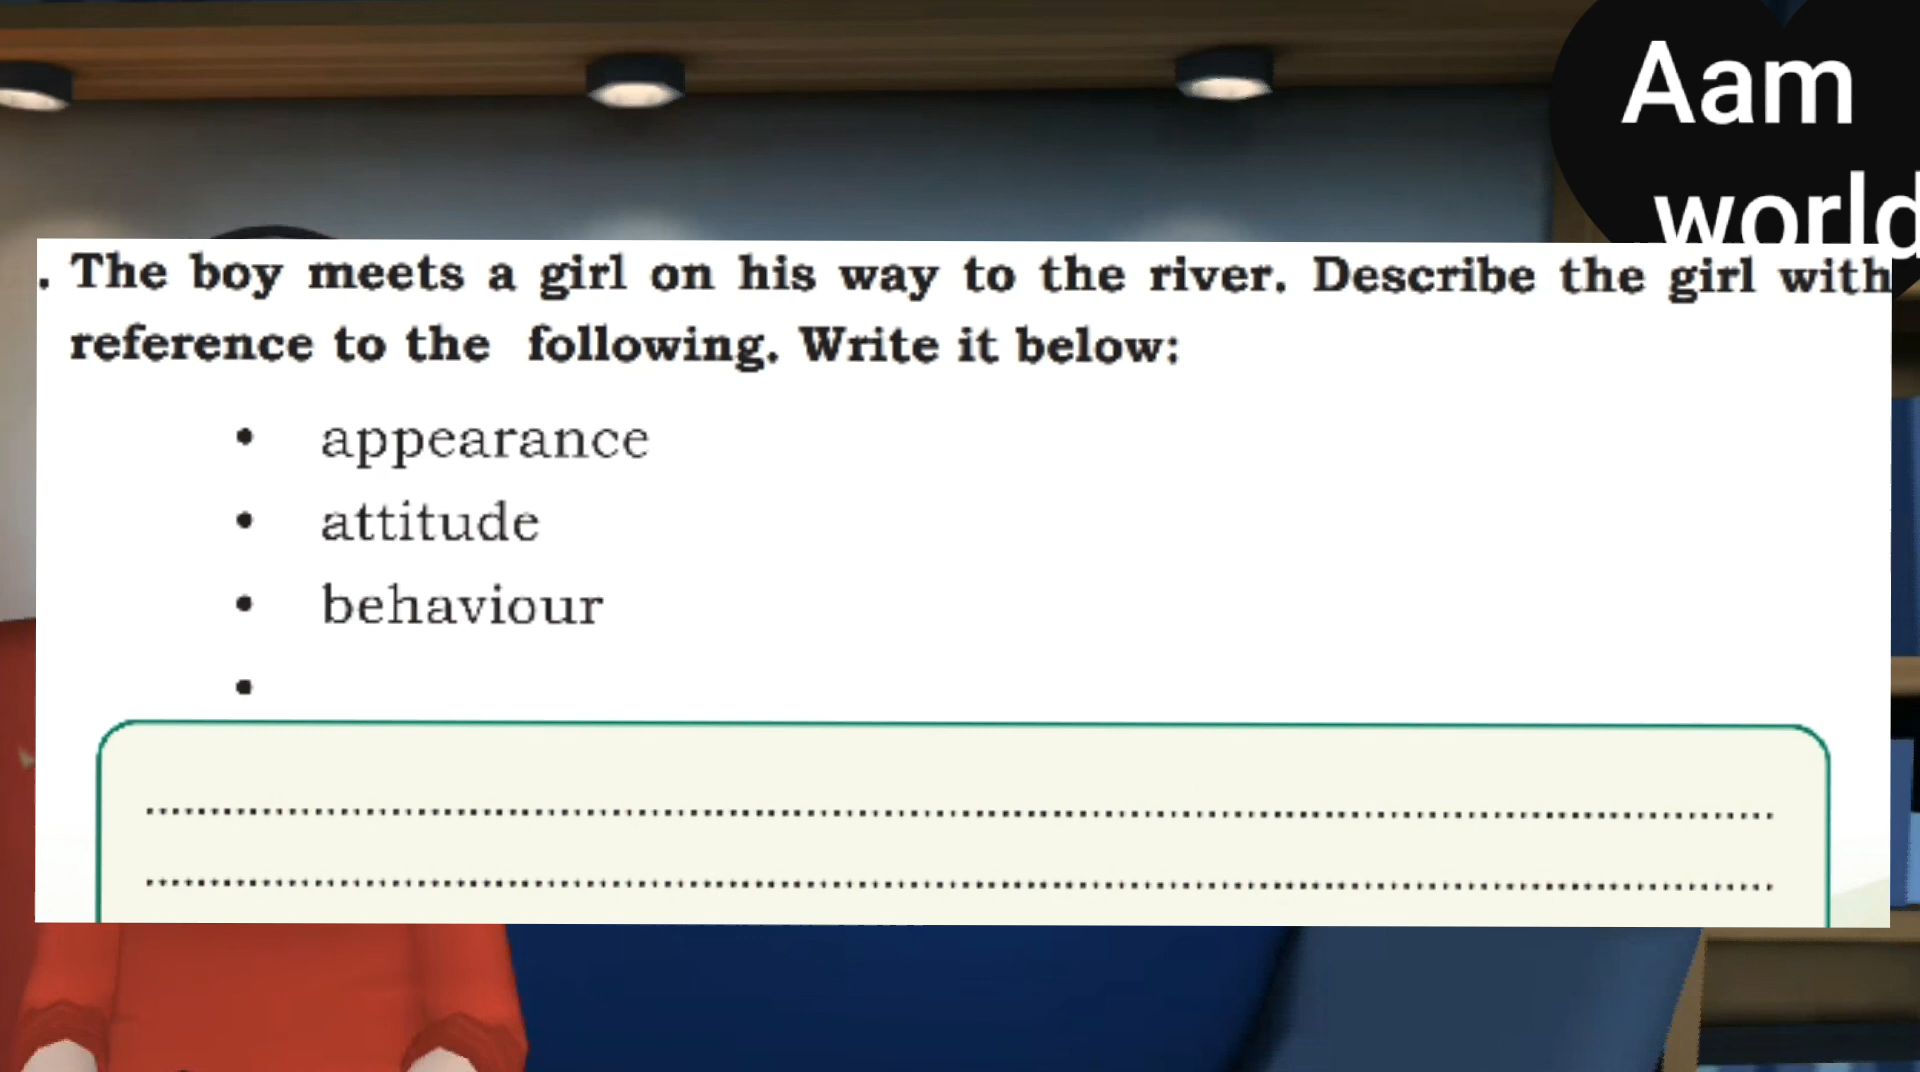 Aam
world
. The boy meets a girl on his way to the river. Describe the girl with
reference to the following. Write it below:
• appearance
• attitude
• behaviour
•